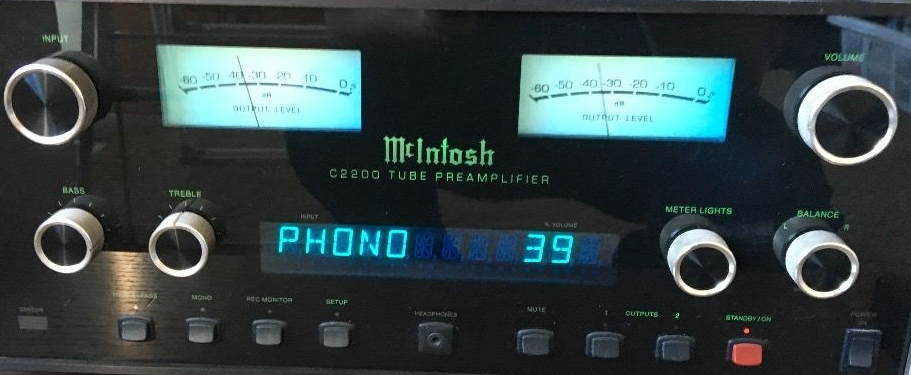 INPUT
VOLUME
-60 -50 -40 -30 -20 -10 0
dB
OUTPUT LEVEL
-60 -50 -40 -30 -20 -10 0
dB
OUTPUT LEVEL
McIntosh
C2200 TUBE PREAMPLIFIER
BASS
TREBLE
METER LIGHTS
BALANCE
L R
INPUT
% VOLUME
PHONO 39
MONO
REC MONITOR
SETUP
HEADPHONES
MUTE
1 OUTPUTS 2
STANDBY/ON
POWER
ON